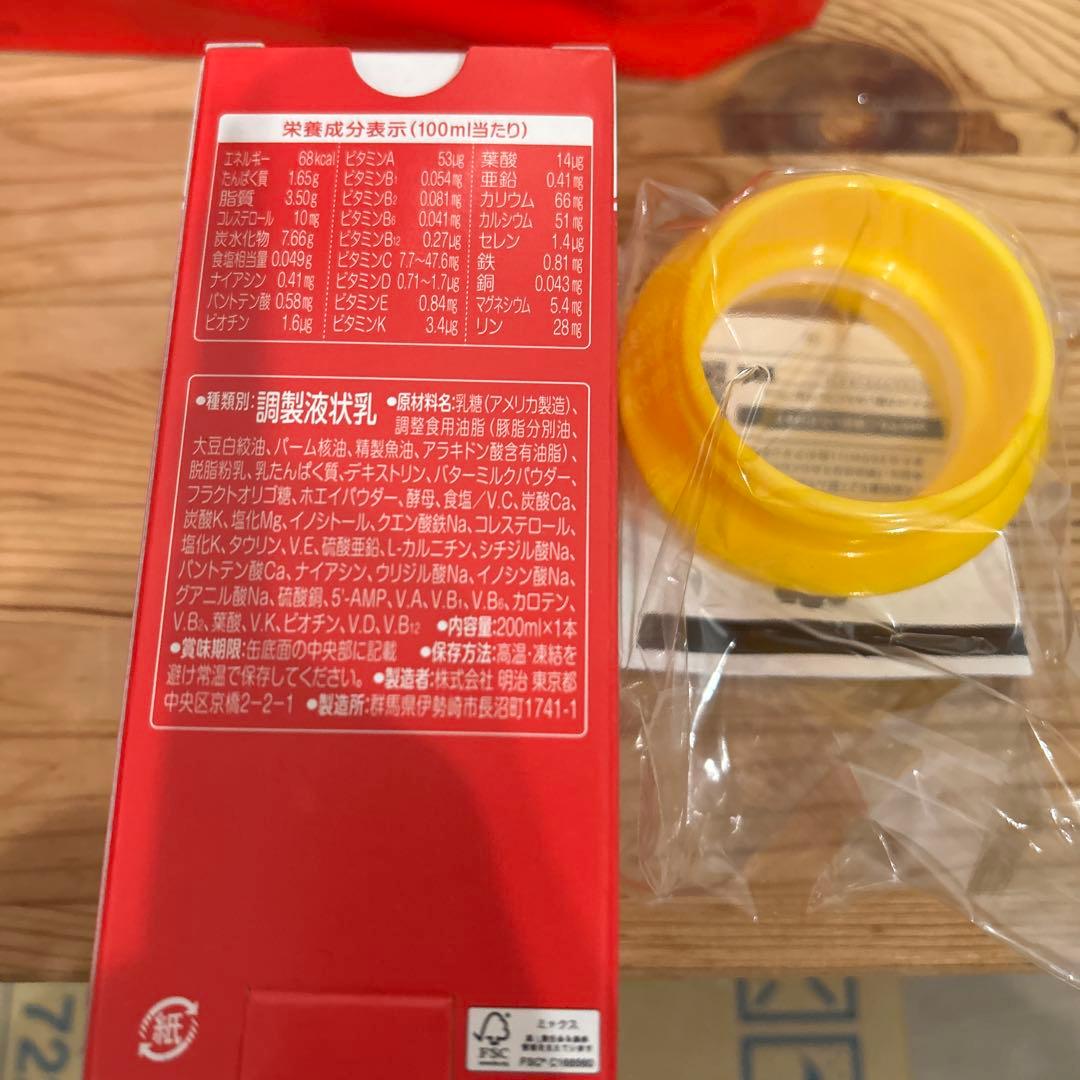 栄養成分表示(100ml当たり)
エネルギー 68kcal ビタミンA 53μg 葉酸 14μg
たんぱく質 1.65g ビタミンB1 0.054mg 亜鉛 0.41mg
脂質 3.50g ビタミンB2 0.081mg カリウム 66mg
コレステロール 10mg ビタミンB6 0.041mg カルシウム 51mg
炭水化物 7.66g ビタミンB12 0.27μg セレン 1.4μg
食塩相当量 0.049g ビタミンC 7.7~47.6mg 鉄 0.81mg
ナイアシン 0.41mg ビタミンD 0.71~1.7μg 銅 0.043mg
パントテン酸 0.58mg ビタミンE 0.84mg マグネシウム 5.4mg
ビオチン 1.6μg ビタミンK 3.4μg リン 28mg
●種類別:調製液状乳 ●原材料名:乳糖(アメリカ製造)、
調整食用油脂(豚脂分別油、
大豆白絞油、パーム核油、精製魚油、アラキドン酸含有油脂)、
脱脂粉乳、乳たんぱく質、デキストリン、バターミルクパウダー、
フラクトオリゴ糖、ホエイパウダー、酵母、食塩/V.C、炭酸Ca、
炭酸K、塩化Mg、イノシトール、クエン酸鉄Na、コレステロール、
塩化K、タウリン、V.E、硫酸亜鉛、L-カルニチン、シチジル酸Na、
パントテン酸Ca、ナイアシン、ウリジル酸Na、イノシン酸Na、
グアニル酸Na、硫酸銅、5'-AMP、V.A、V.B1、V.B6、カロテン、
V.B2、葉酸、V.K、ビオチン、V.D、V.B12 ●内容量:200ml×1本
●賞味期限:缶底面の中央部に記載 ●保存方法:高温・凍結を
避け常温で保存してください。 ●製造者:株式会社 明治 東京都
中央区京橋2-2-1 ●製造所:群馬県伊勢崎市長沼町1741-1
紙
FSC
ミックス
FSC® C166560
72